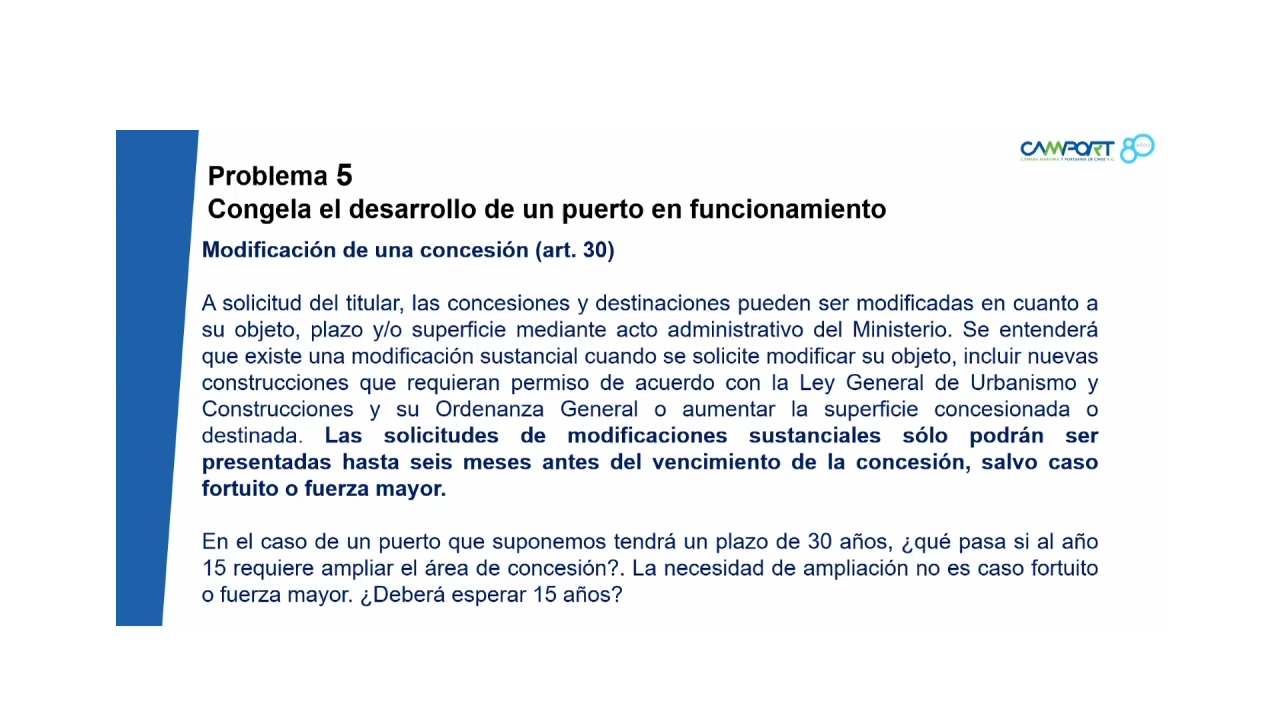 CAMPORT 80 AÑOS
CÁMARA MARÍTIMA Y PORTUARIA DE CHILE A.G.
Problema 5
Congela el desarrollo de un puerto en funcionamiento
Modificación de una concesión (art. 30)
A solicitud del titular, las concesiones y destinaciones pueden ser modificadas en cuanto a
su objeto, plazo y/o superficie mediante acto administrativo del Ministerio. Se entenderá
que existe una modificación sustancial cuando se solicite modificar su objeto, incluir nuevas
construcciones que requieran permiso de acuerdo con la Ley General de Urbanismo y
Construcciones y su Ordenanza General o aumentar la superficie concesionada o
destinada. Las solicitudes de modificaciones sustanciales sólo podrán ser
presentadas hasta seis meses antes del vencimiento de la concesión, salvo caso
fortuito o fuerza mayor.
En el caso de un puerto que suponemos tendrá un plazo de 30 años, ¿qué pasa si al año
15 requiere ampliar el área de concesión?. La necesidad de ampliación no es caso fortuito
o fuerza mayor. ¿Deberá esperar 15 años?